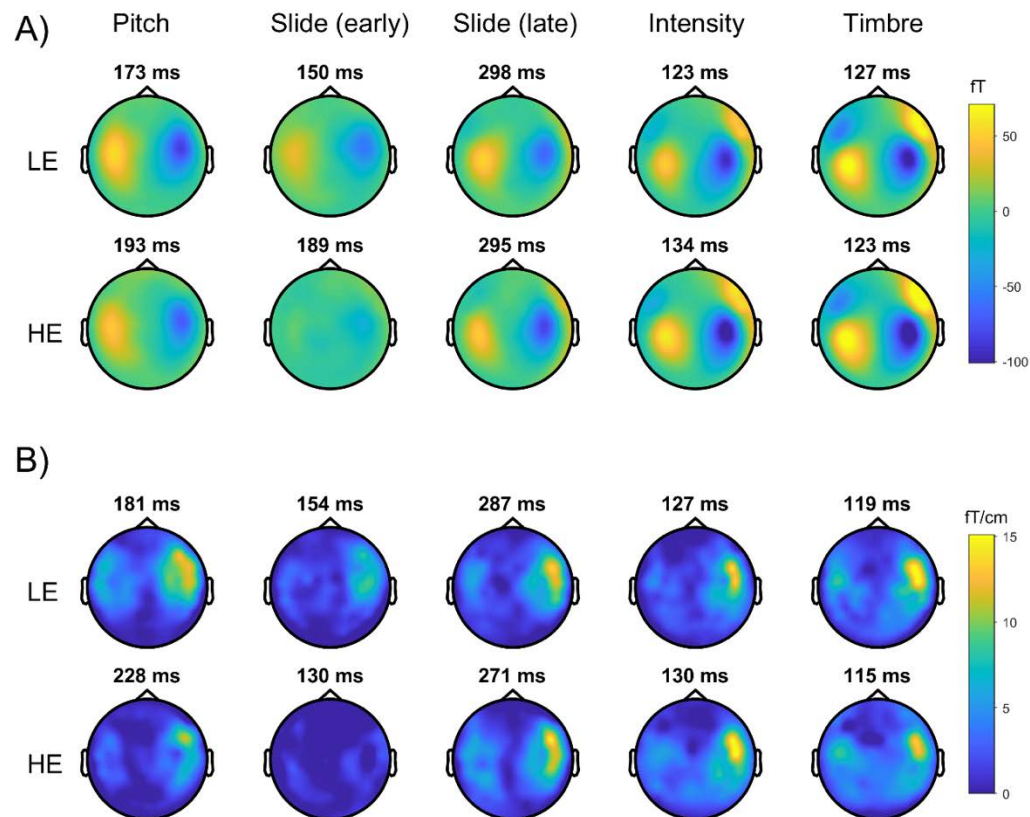 A) Pitch Slide (early) Slide (late) Intensity Timbre
173 ms 150 ms 298 ms 123 ms 127 ms
fT
LE
50
0
193 ms 189 ms 295 ms 134 ms 123 ms
-50
HE
-100
B)
181 ms 154 ms 287 ms 127 ms 119 ms
fT/cm
15
LE
10
228 ms 130 ms 271 ms 130 ms 115 ms
5
HE
0